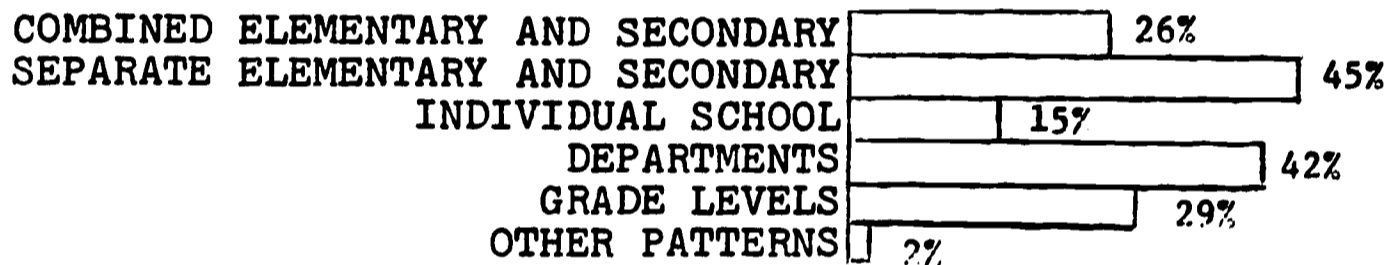 COMBINED ELEMENTARY AND SECONDARY 26%
SEPARATE ELEMENTARY AND SECONDARY 45%
INDIVIDUAL SCHOOL 15%
DEPARTMENTS 42%
GRADE LEVELS 29%
OTHER PATTERNS 2%